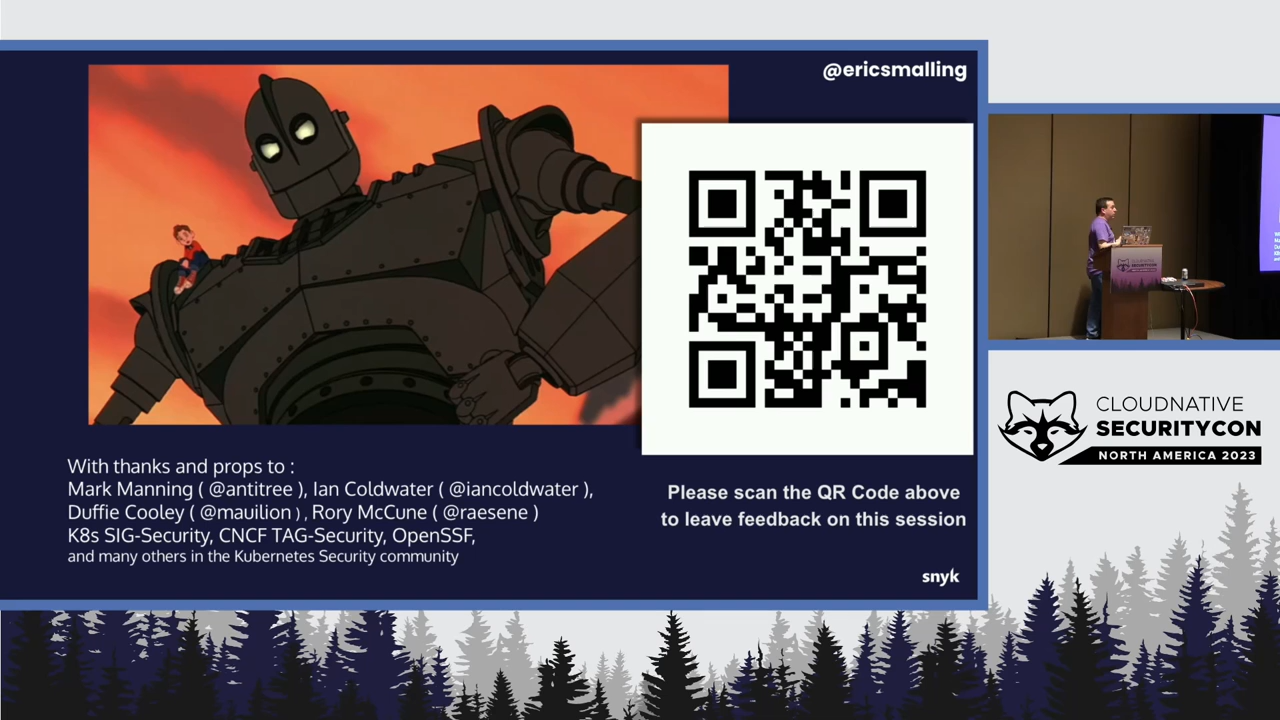 @ericsmalling
With thanks and props to :
Mark Manning ( @antitree ), Ian Coldwater ( @iancoldwater ),
Duffie Cooley ( @mauilion ) , Rory McCune ( @raesene )
K8s SIG-Security, CNCF TAG-Security, OpenSSF,
and many others in the Kubernetes Security community
Please scan the QR Code above
to leave feedback on this session
snyk
CLOUDNATIVE
SECURITYCON
CLOUDNATIVE
SECURITYCON
NORTH AMERICA 2023